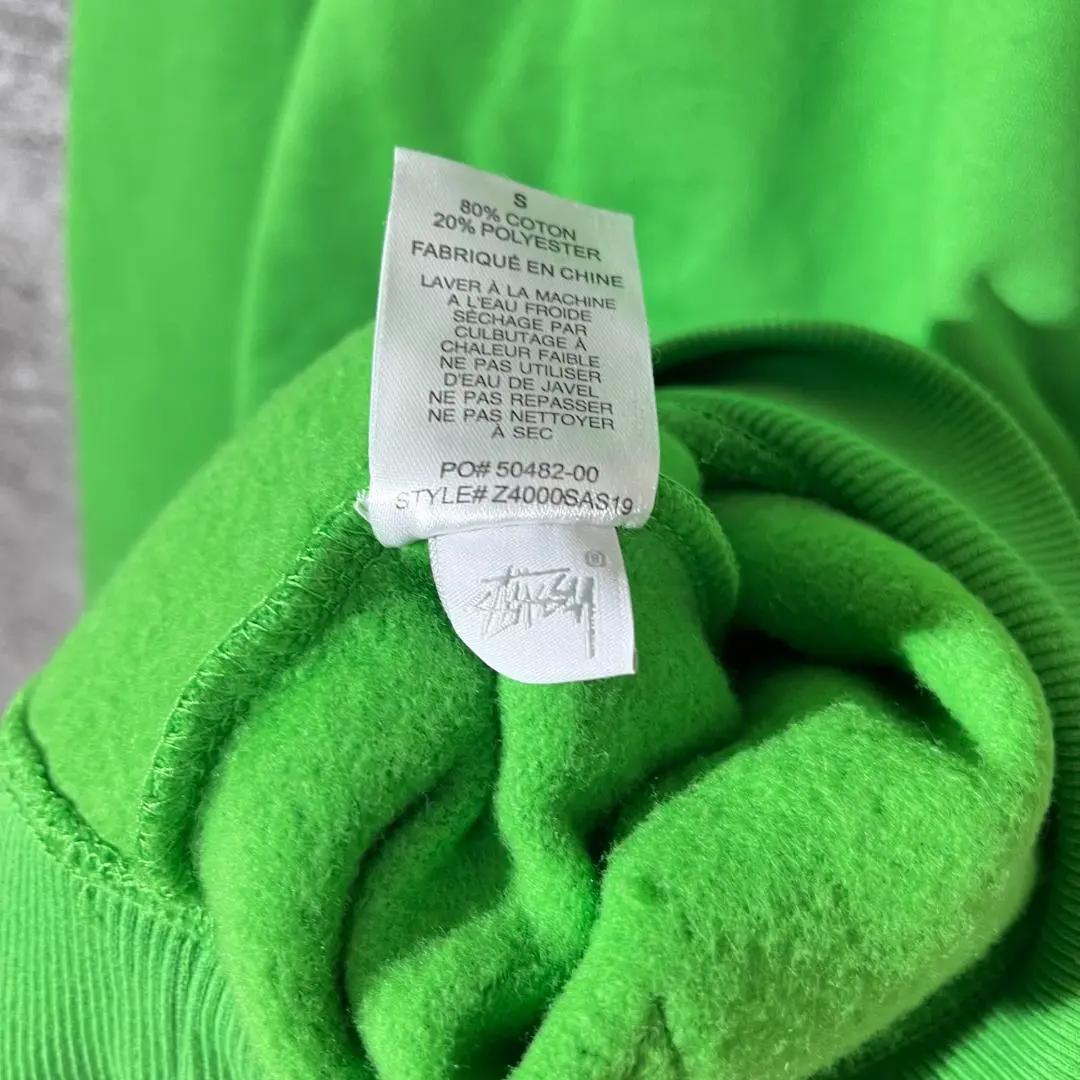 S
80% COTON
20% POLYESTER
FABRIQUÉ EN CHINE
LAVER À LA MACHINE
A L'EAU FROIDE
SÉCHAGE PAR
CULBUTAGE À
CHALEUR FAIBLE
NE PAS UTILISER
D'EAU DE JAVEL
NE PAS REPASSER
NE PAS NETTOYER
À SEC
PO# 50482-00
STYLE# Z4000SAS19
®
STÜSSY